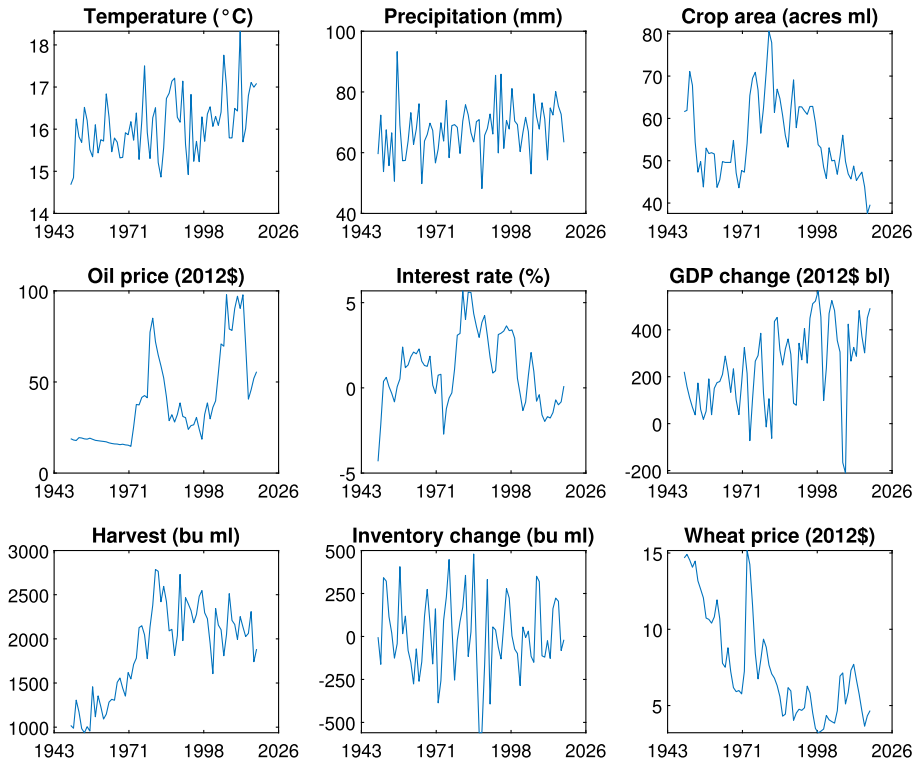 Temperature (°C)
Precipitation (mm)
Crop area (acres ml)
18
17
16
15
14
1943 1971 1998 2026
100
80
60
40
1943 1971 1998 2026
80
70
60
50
40
1943 1971 1998 2026
Oil price (2012$)
Interest rate (%)
GDP change (2012$ bl)
100
50
0
1943 1971 1998 2026
5
0
-5
1943 1971 1998 2026
400
200
0
-200
1943 1971 1998 2026
Harvest (bu ml)
Inventory change (bu ml)
Wheat price (2012$)
3000
2500
2000
1500
1000
1943 1971 1998 2026
500
250
0
-250
-500
1943 1971 1998 2026
15
10
5
1943 1971 1998 2026